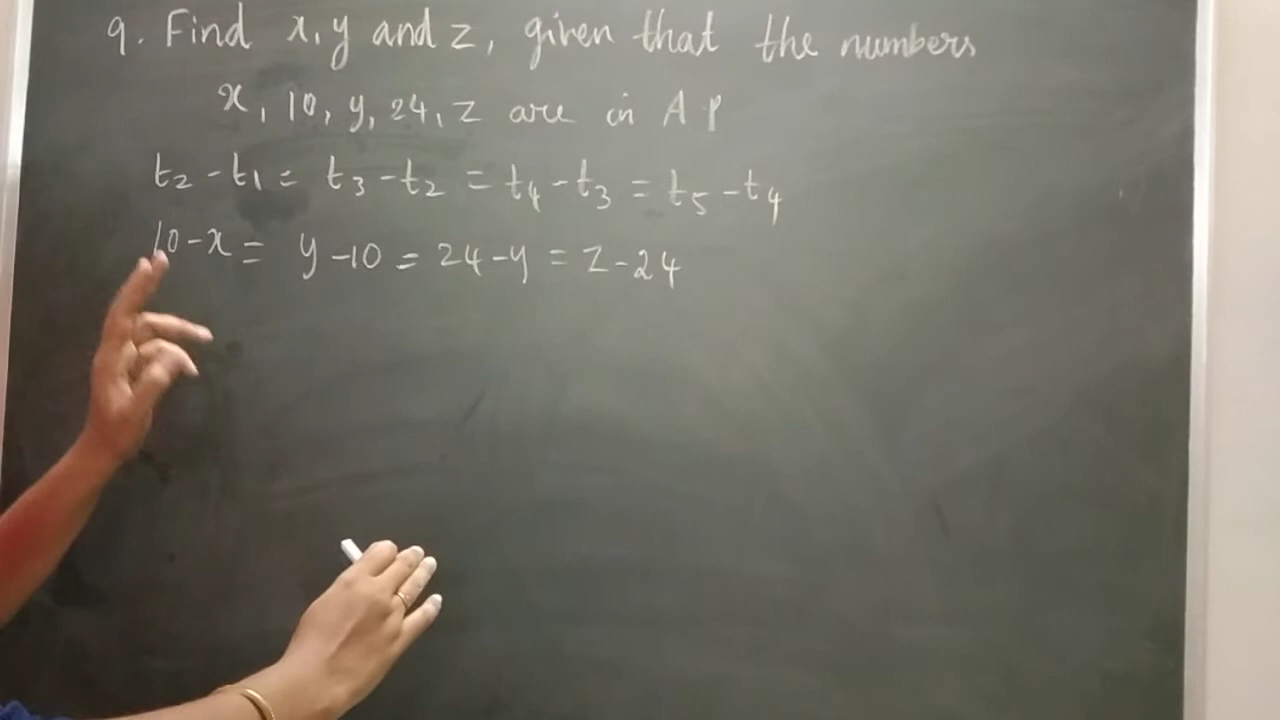 9. Find x, y and z, given that the numbers
x, 10, y, 24, z are in A P
t₂ - t₁ = t₃ - t₂ = t₄ - t₃ = t₅ - t₄
10 - x = y - 10 = 24 - y = z - 24